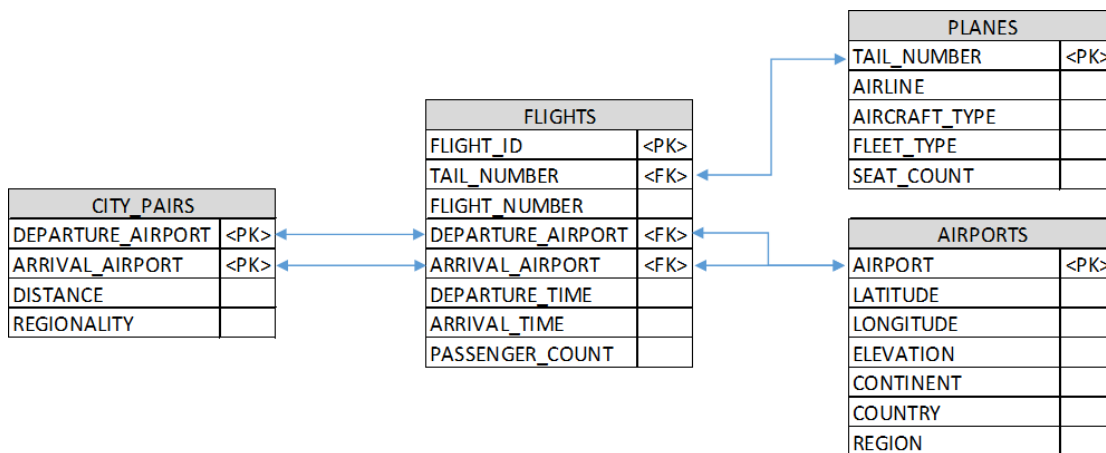 CITY_PAIRS
DEPARTURE_AIRPORT <PK>
ARRIVAL_AIRPORT <PK>
DISTANCE
REGIONALITY
FLIGHTS
FLIGHT_ID <PK>
TAIL_NUMBER <FK>
FLIGHT_NUMBER
DEPARTURE_AIRPORT <FK>
ARRIVAL_AIRPORT <FK>
DEPARTURE_TIME
ARRIVAL_TIME
PASSENGER_COUNT
PLANES
TAIL_NUMBER <PK>
AIRLINE
AIRCRAFT_TYPE
FLEET_TYPE
SEAT_COUNT
AIRPORTS
AIRPORT <PK>
LATITUDE
LONGITUDE
ELEVATION
CONTINENT
COUNTRY
REGION